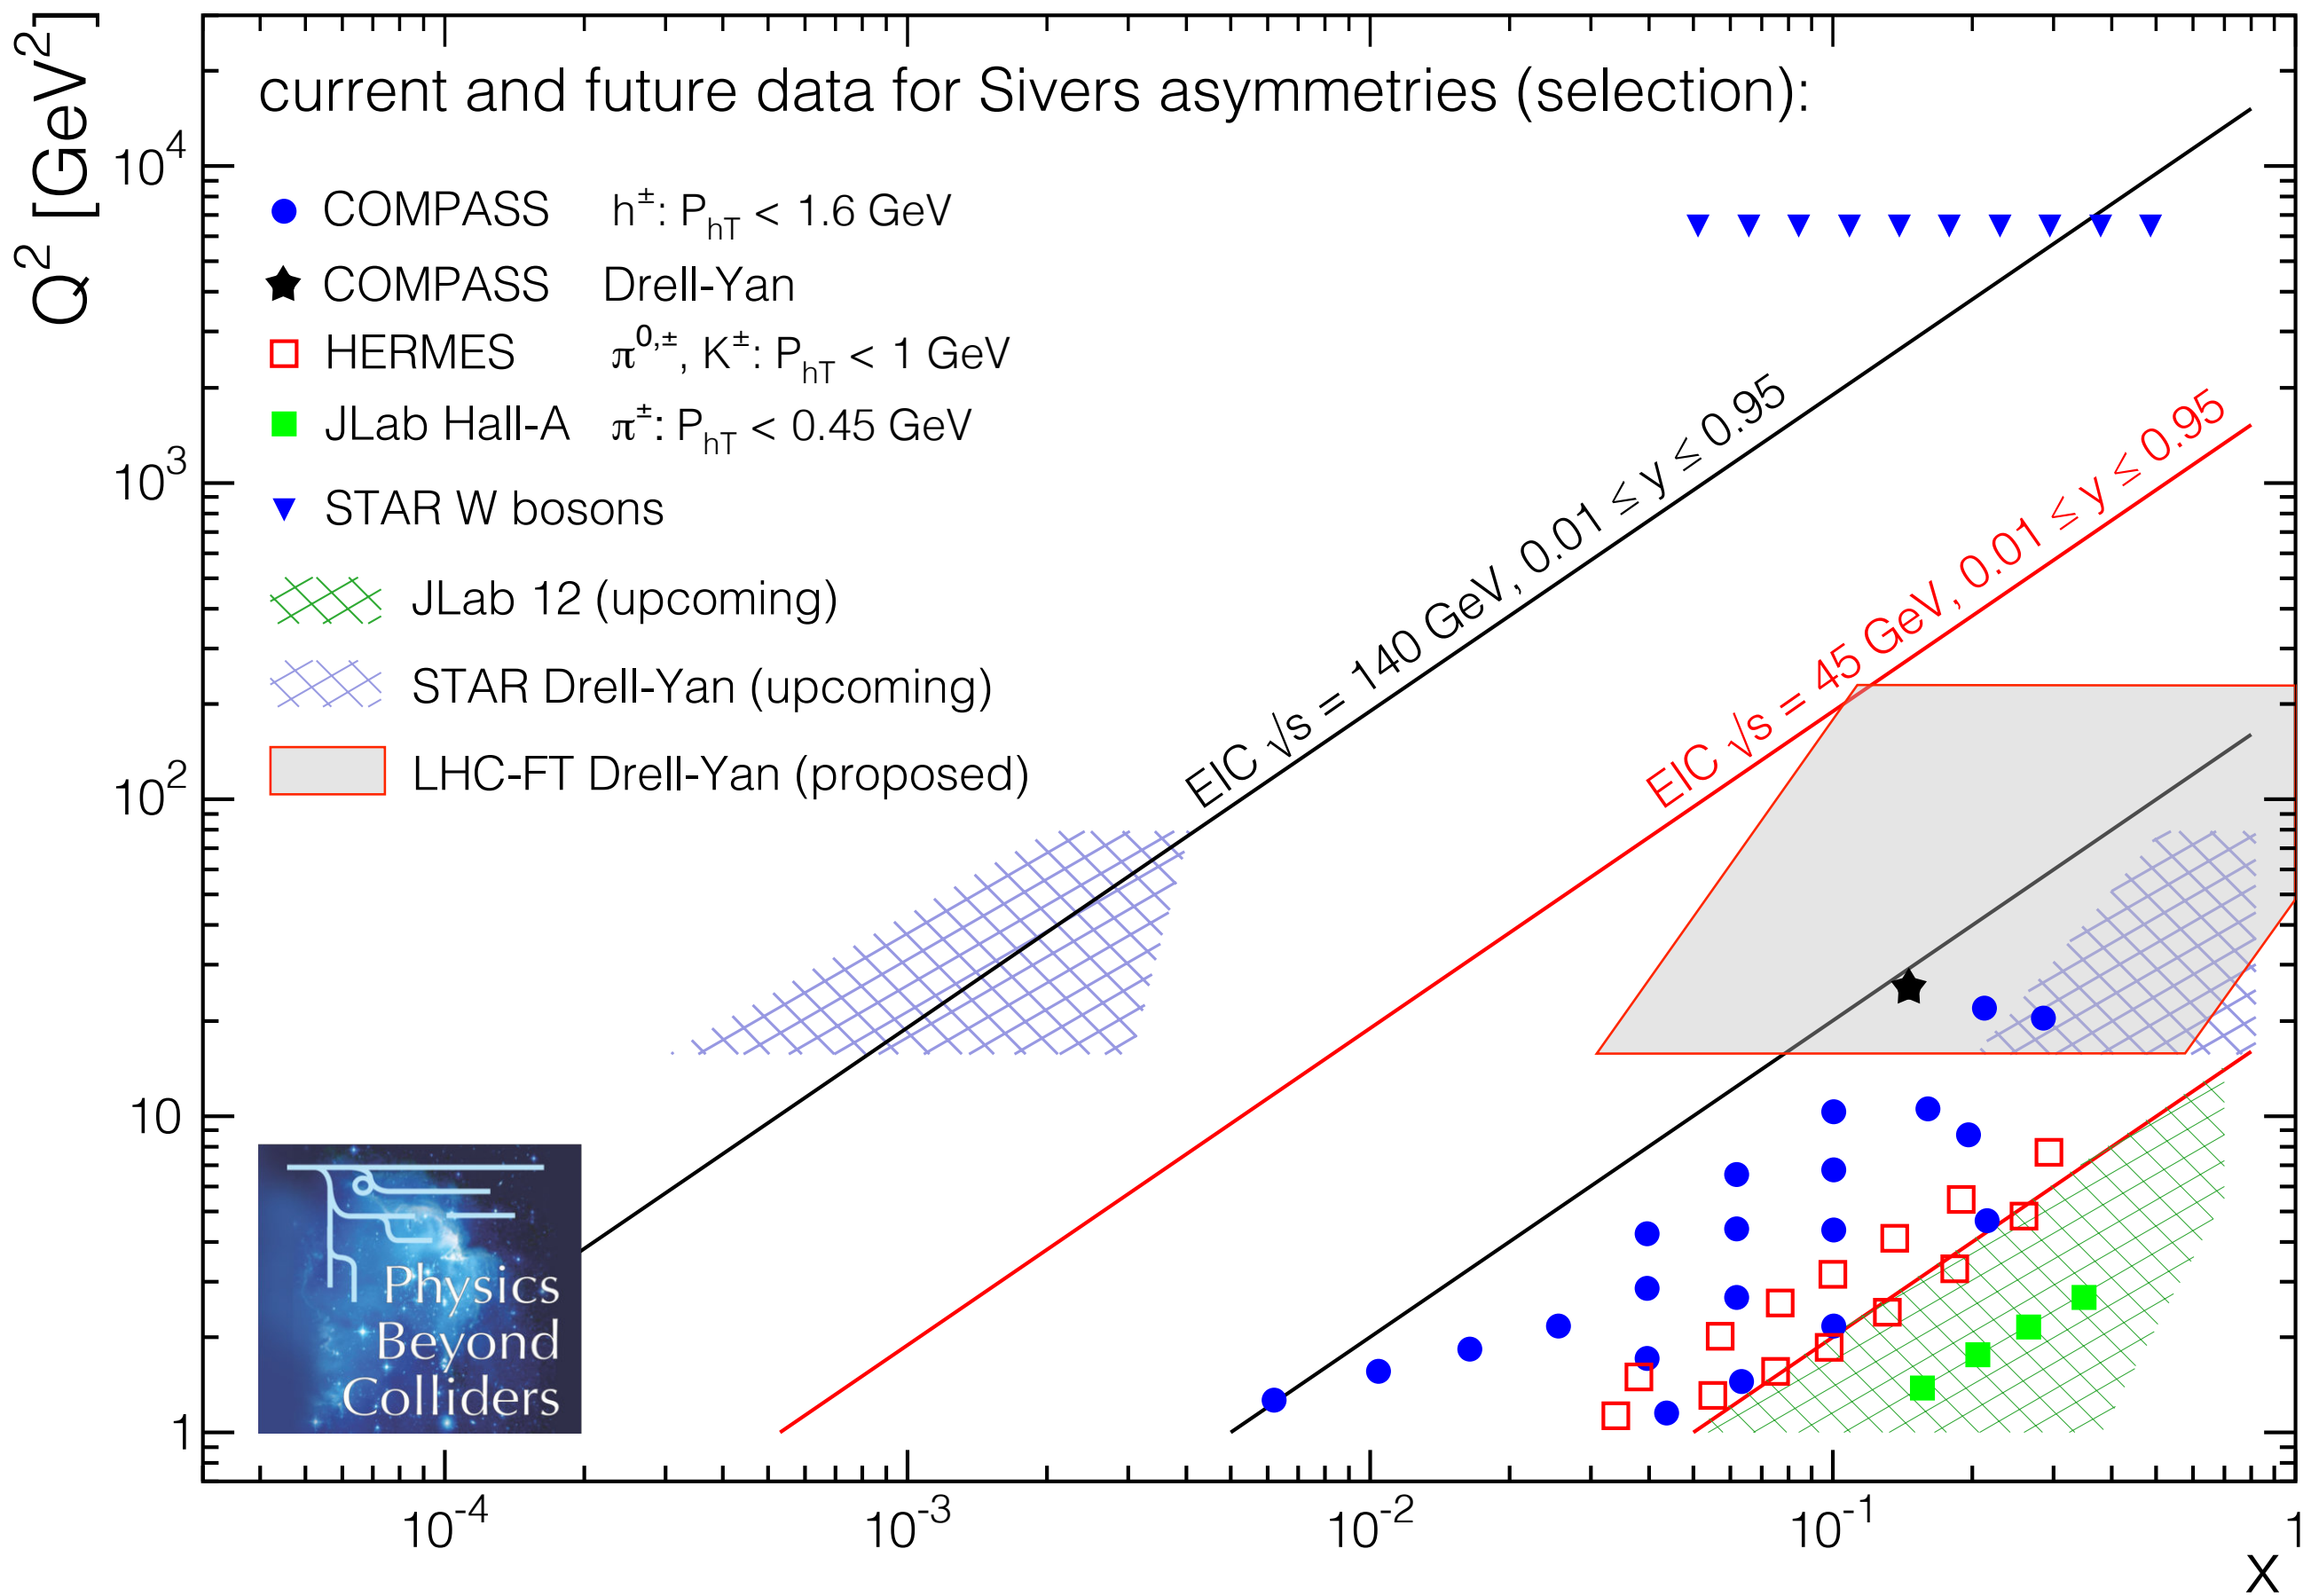 Q² [GeV²]
current and future data for Sivers asymmetries (selection):
10⁴
COMPASS h±: P_hT < 1.6 GeV
COMPASS Drell-Yan
HERMES π⁰,±, K±: P_hT < 1 GeV
JLab Hall-A π±: P_hT < 0.45 GeV
10³
STAR W bosons
JLab 12 (upcoming)
STAR Drell-Yan (upcoming)
LHC-FT Drell-Yan (proposed)
10²
EIC √s = 140 GeV, 0.01 ≤ y ≤ 0.95
EIC √s = 45 GeV, 0.01 ≤ y ≤ 0.95
10
Physics
Beyond
Colliders
1
10⁻⁴ 10⁻³ 10⁻² 10⁻¹ 1
x